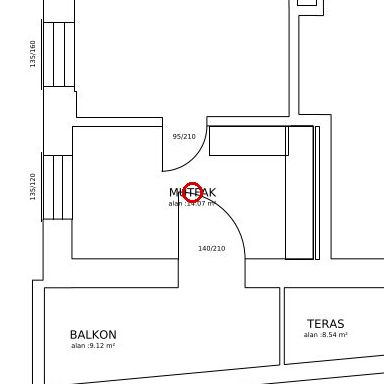 135/160
95/210
135/120
MUTFAK
alan :14.07 m²
140/210
BALKON
alan :9.12 m²
TERAS
alan :8.54 m²